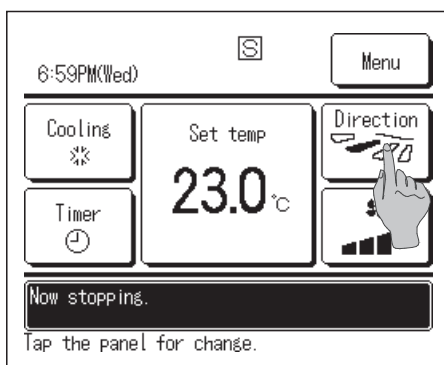 S
6:59PM(Wed)
Menu
Cooling
Set temp
Direction
23.0°C
Timer
Now stopping.
Tap the panel for change.